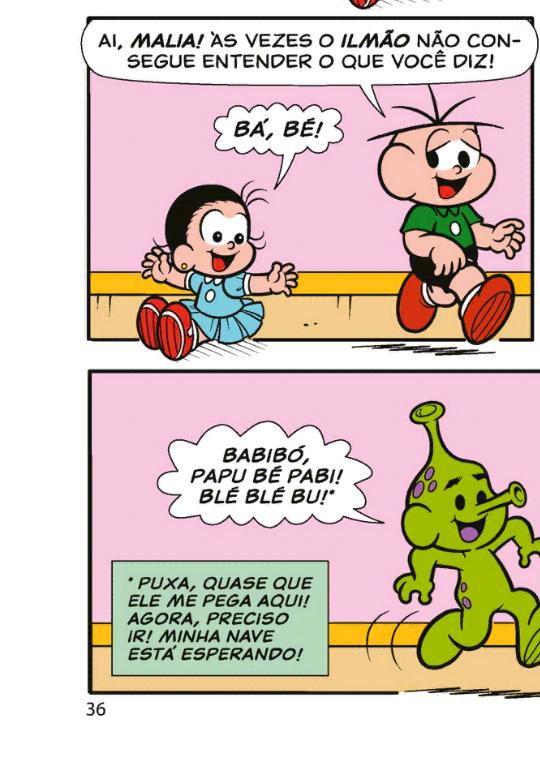 AI, MALIA! ÀS VEZES O ILMÃO NÃO CON-
SEGUE ENTENDER O QUE VOCÊ DIZ!
BÁ, BÉ!
BABIBÓ,
PAPU BÉ PABI!
BLÉ BLÉ BU!*
* PUXA, QUASE QUE
ELE ME PEGA AQUI!
AGORA, PRECISO
IR! MINHA NAVE
ESTÁ ESPERANDO!
36